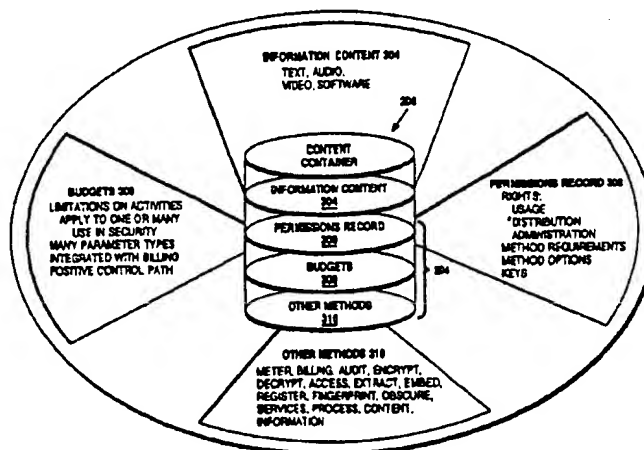 INFORMATION CONTENT 304
TEXT, AUDIO,
VIDEO, SOFTWARE
CONTENT
CONTAINER
INFORMATION CONTENT
304
PERMISSIONS RECORD
BUDGETS
308
OTHER METHODS
310
BUDGETS 308
LIMITATIONS ON ACTIVITIES
APPLY TO ONE OR MANY
USE IN SECURITY
MANY PARAMETER TYPES
INTEGRATED WITH BILLING
POSITIVE CONTROL PATH
PERMISSIONS RECORD
RIGHTS:
USAGE
*DISTRIBUTION
ADMINISTRATION
METHOD REQUIREMENTS
METHOD OPTIONS
KEYS
OTHER METHODS 310
METER, BILLING, AUDIT, ENCRYPT,
DECRYPT, ACCESS, EXTRACT, EMBED,
REGISTER, FINGERPRINT, OBSCURE,
SERVICES, PROCESS, CONTENT,
INFORMATION